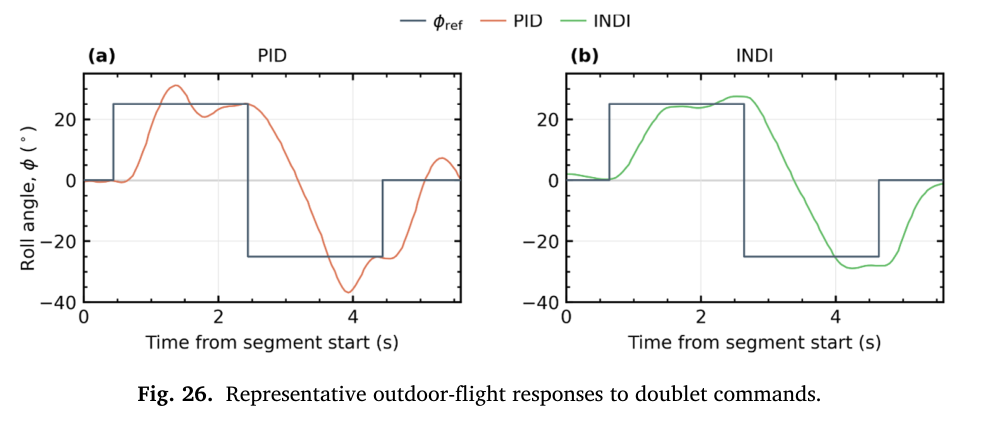 ϕref PID INDI
(a) PID
(b) INDI
Roll angle, ϕ (°)
20
0
−20
−40
0 2 4
Time from segment start (s)
20
0
−20
−40
0 2 4
Time from segment start (s)
Fig. 26. Representative outdoor-flight responses to doublet commands.